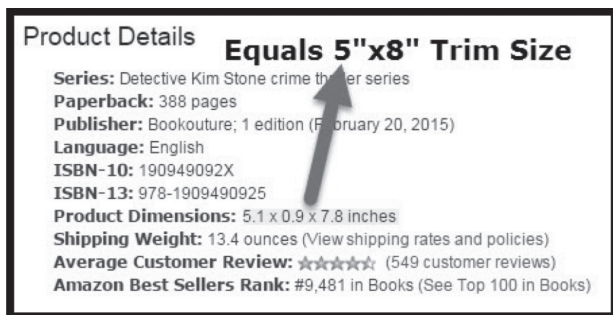 Product Details
Equals 5"x8" Trim Size
Series: Detective Kim Stone crime thriller series
Paperback: 388 pages
Publisher: Bookouture; 1 edition (February 20, 2015)
Language: English
ISBN-10: 190949092X
ISBN-13: 978-1909490925
Product Dimensions: 5.1 x 0.9 x 7.8 inches
Shipping Weight: 13.4 ounces (View shipping rates and policies)
Average Customer Review: (549 customer reviews)
Amazon Best Sellers Rank: #9,481 in Books (See Top 100 in Books)